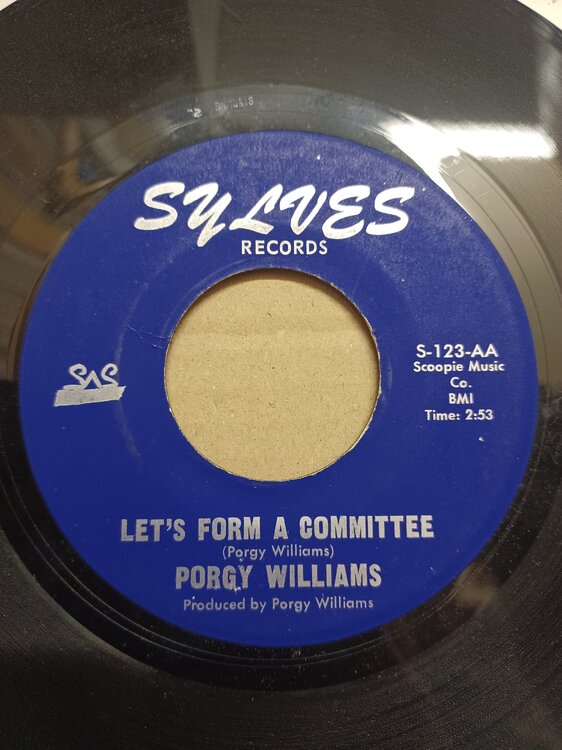 SYLVES
RECORDS
S-123-AA
Scoopie Music
Co.
BMI
Time: 2:53
SAS
LET'S FORM A COMMITTEE
(Porgy Williams)
PORGY WILLIAMS
Produced by Porgy Williams